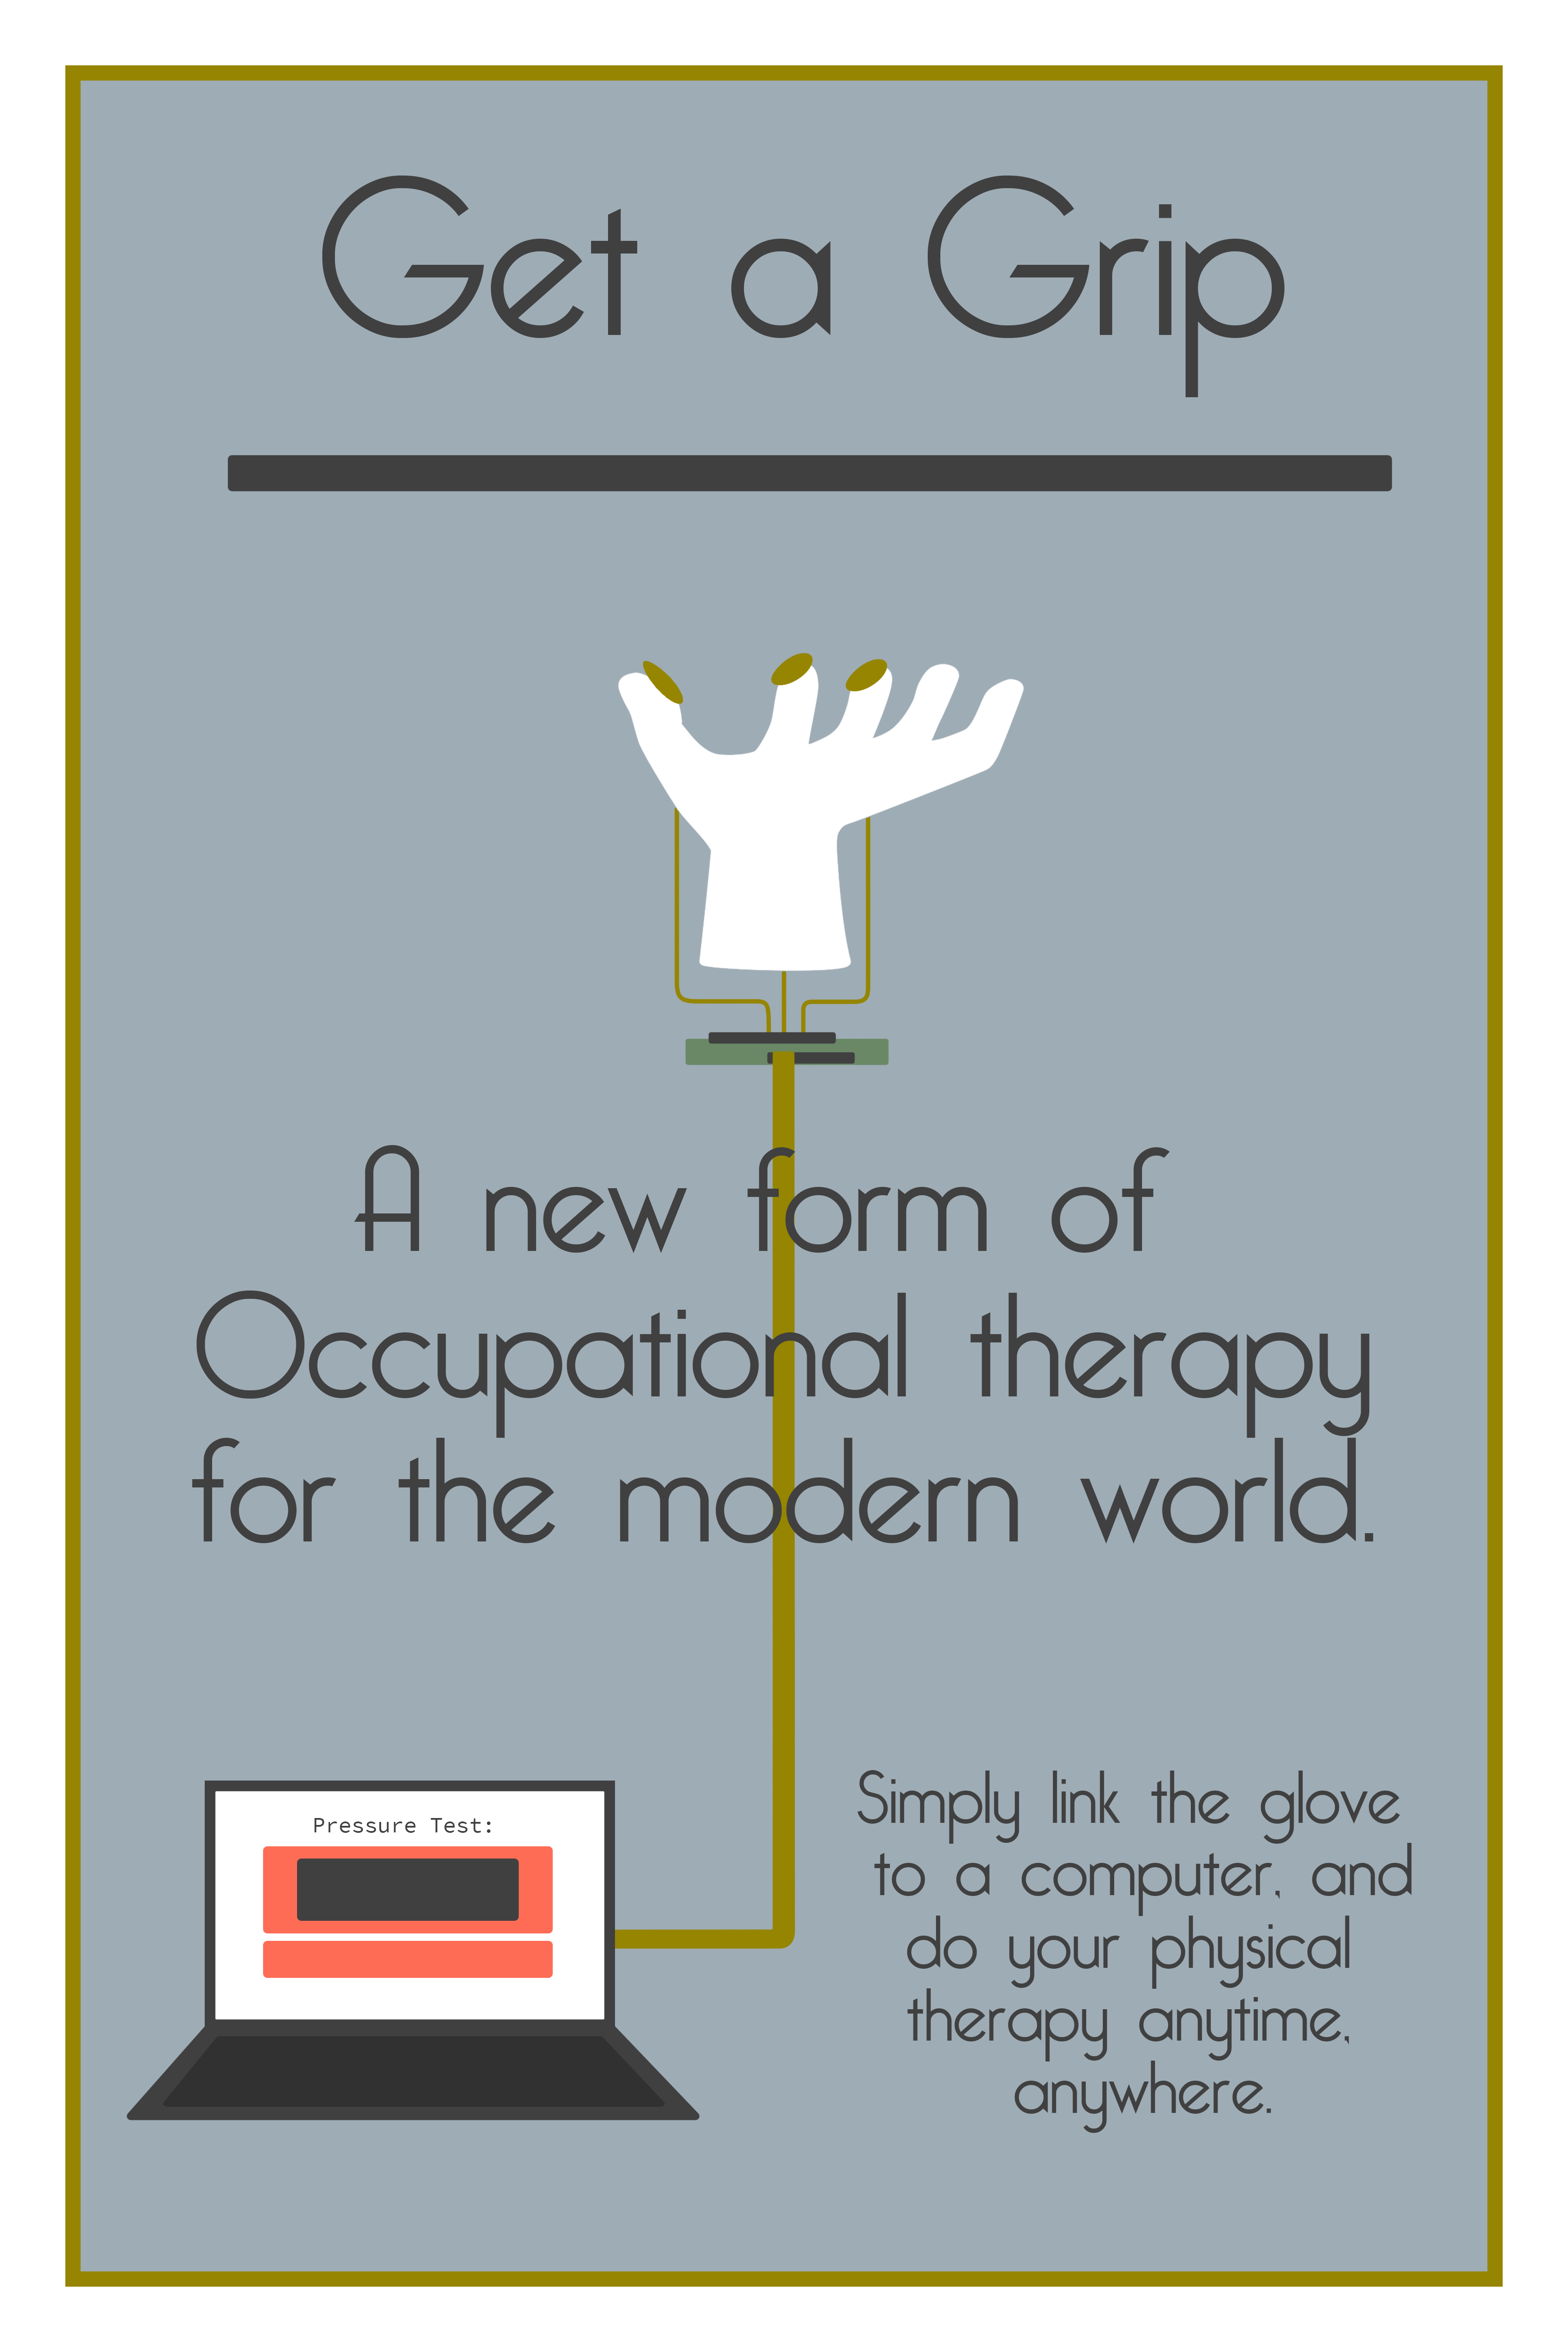 Get a Grip
A new form of
Occupational therapy
for the modern world.
Pressure Test:
Simply link the glove
to a computer, and
do your physical
therapy anytime,
anywhere.